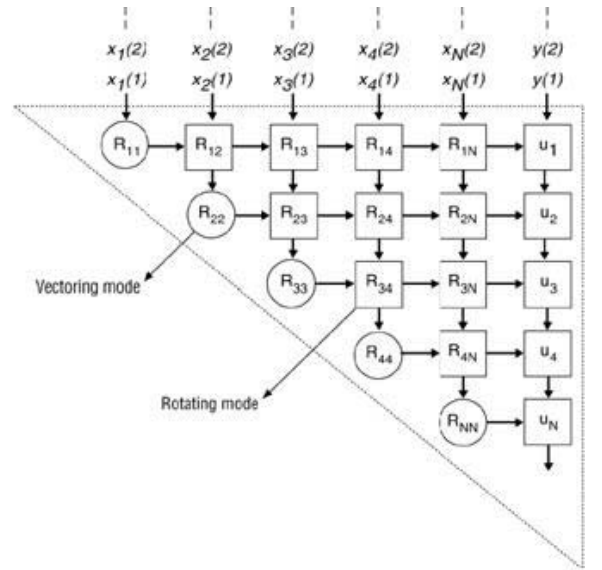 x1(2) x2(2) x3(2) x4(2) xN(2) y(2)
x1(1) x2(1) x3(1) x4(1) xN(1) y(1)
R11 R12 R13 R14 R1N u1
R22 R23 R24 R2N u2
Vectoring mode
R33 R34 R3N u3
R44 R4N u4
Rotating mode
RNN uN